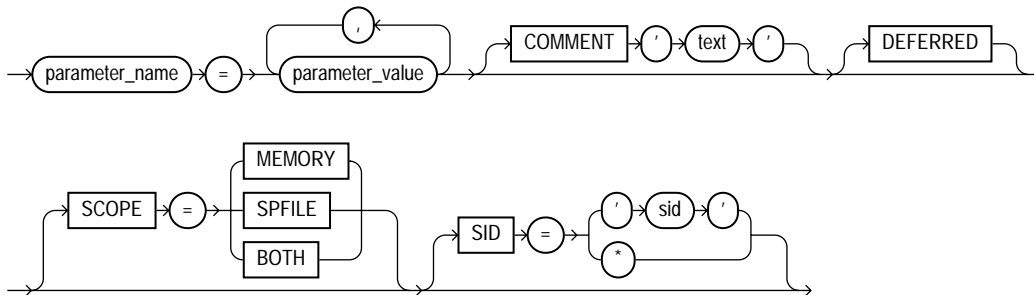 ,
COMMENT ' text ' DEFERRED
parameter_name = parameter_value
MEMORY
SCOPE = SPFILE SID = ' sid '
BOTH *